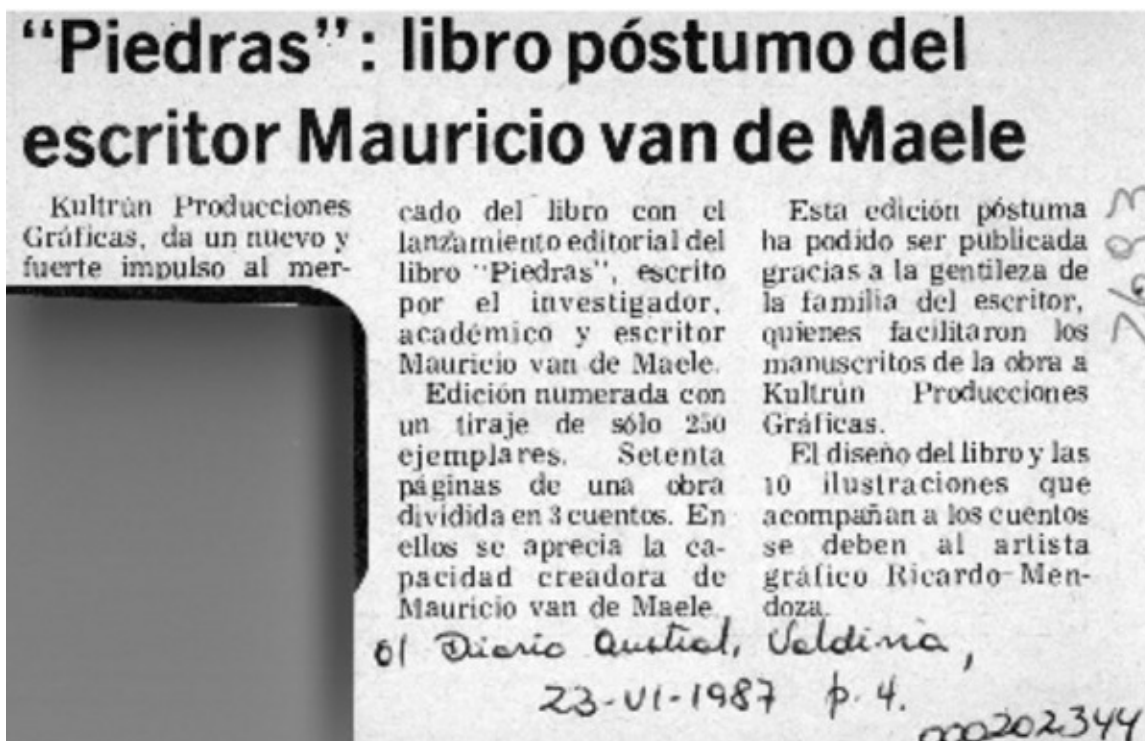 “Piedras”: libro póstumo del
escritor Mauricio van de Maele
Kultrún Producciones
Gráficas, da un nuevo y
fuerte impulso al mer-
cado del libro con el
lanzamiento editorial del
libro “Piedras”, escrito
por el investigador,
académico y escritor
Mauricio van de Maele.
Edición numerada con
un tiraje de sólo 250
ejemplares. Setenta
páginas de una obra
dividida en 3 cuentos. En
ellos se aprecia la ca-
pacidad creadora de
Mauricio van de Maele.
Esta edición póstuma
ha podido ser publicada
gracias a la gentileza de
la familia del escritor,
quienes facilitaron los
manuscritos de la obra a
Kultrún Producciones
Gráficas.
El diseño del libro y las
10 ilustraciones que
acompañan a los cuentos
se deben al artista
gráfico Ricardo Men-
doza.
El Diario Austral, Valdivia,
23-VI-1987 p. 4.
000202344